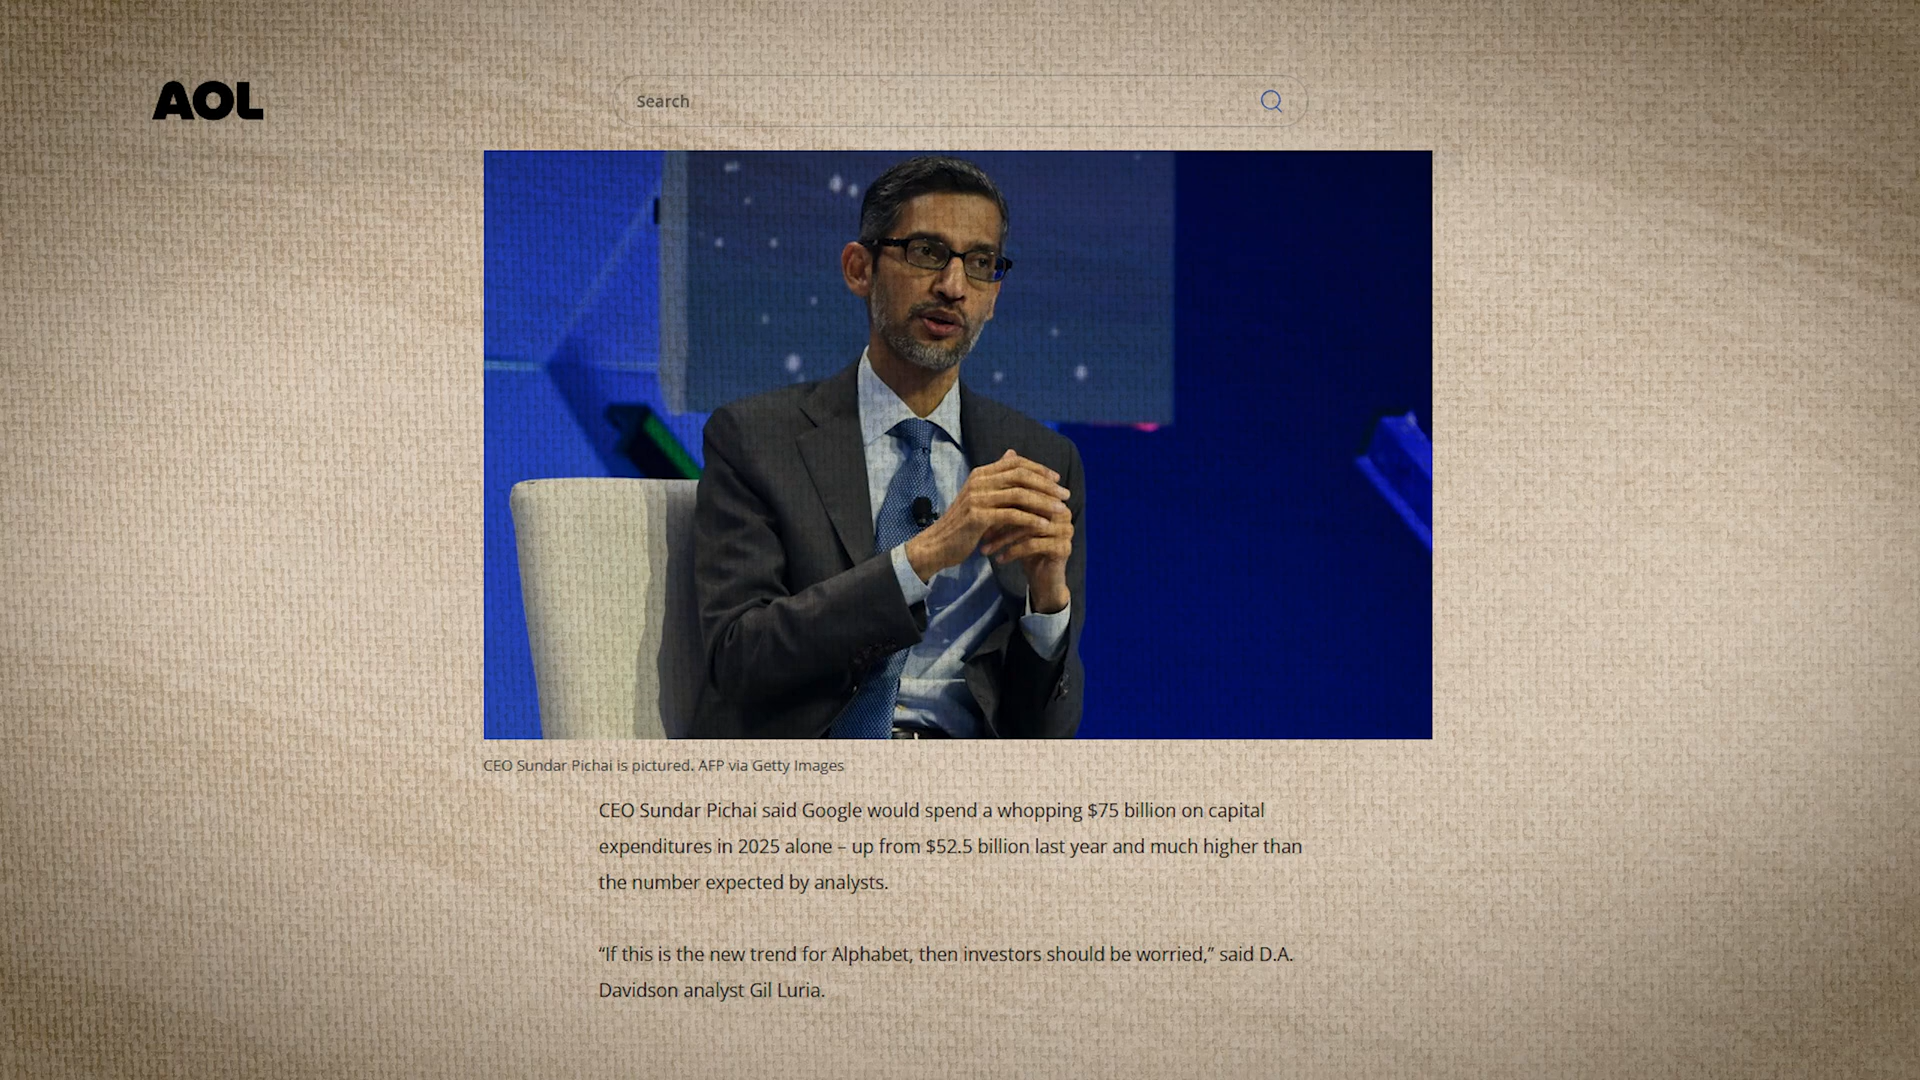 AOL
Search
CEO Sundar Pichai is pictured. AFP via Getty Images
CEO Sundar Pichai said Google would spend a whopping $75 billion on capital
expenditures in 2025 alone – up from $52.5 billion last year and much higher than
the number expected by analysts.
“If this is the new trend for Alphabet, then investors should be worried,” said D.A.
Davidson analyst Gil Luria.